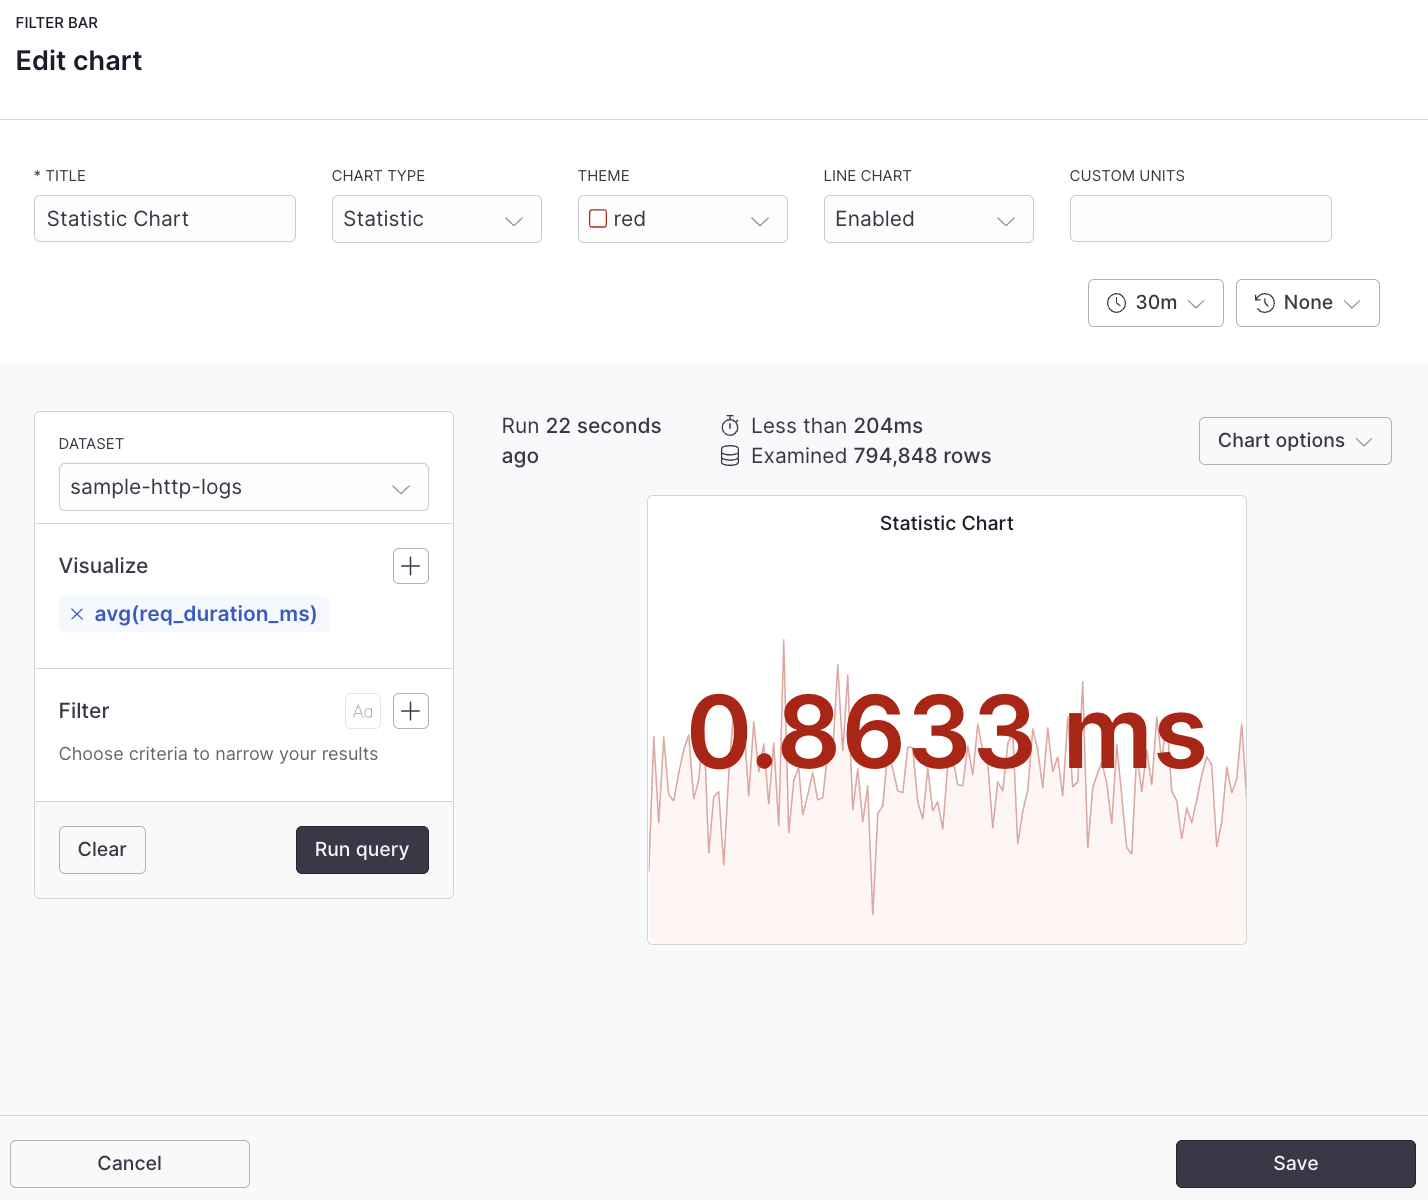 FILTER BAR
Edit chart
* TITLE
CHART TYPE
THEME
LINE CHART
CUSTOM UNITS
Statistic Chart
Statistic
red
Enabled
30m
None
DATASET
sample-http-logs
Visualize
avg(req_duration_ms)
Filter
Aa
Choose criteria to narrow your results
Clear
Run query
Run 22 seconds
ago
Less than 204ms
Examined 794,848 rows
Chart options
Statistic Chart
0.8633 ms
Cancel
Save